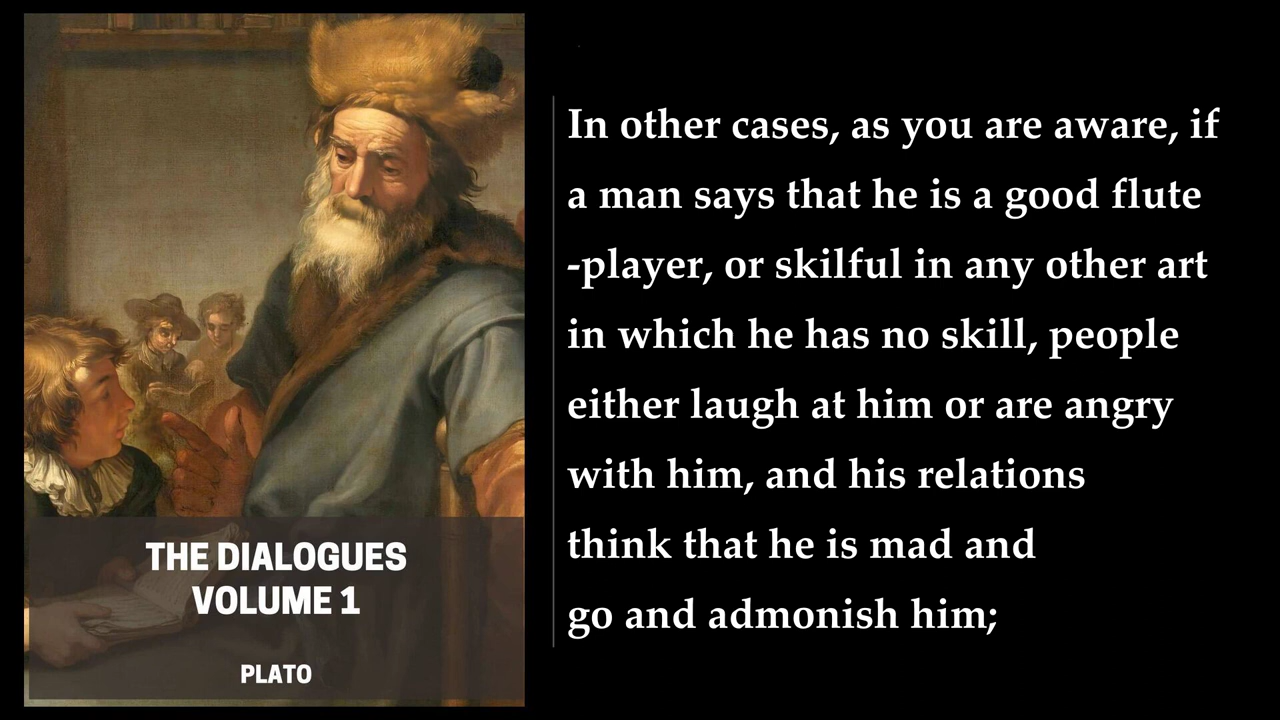 THE DIALOGUES
VOLUME 1
PLATO
In other cases, as you are aware, if
a man says that he is a good flute
-player, or skilful in any other art
in which he has no skill, people
either laugh at him or are angry
with him, and his relations
think that he is mad and
go and admonish him;